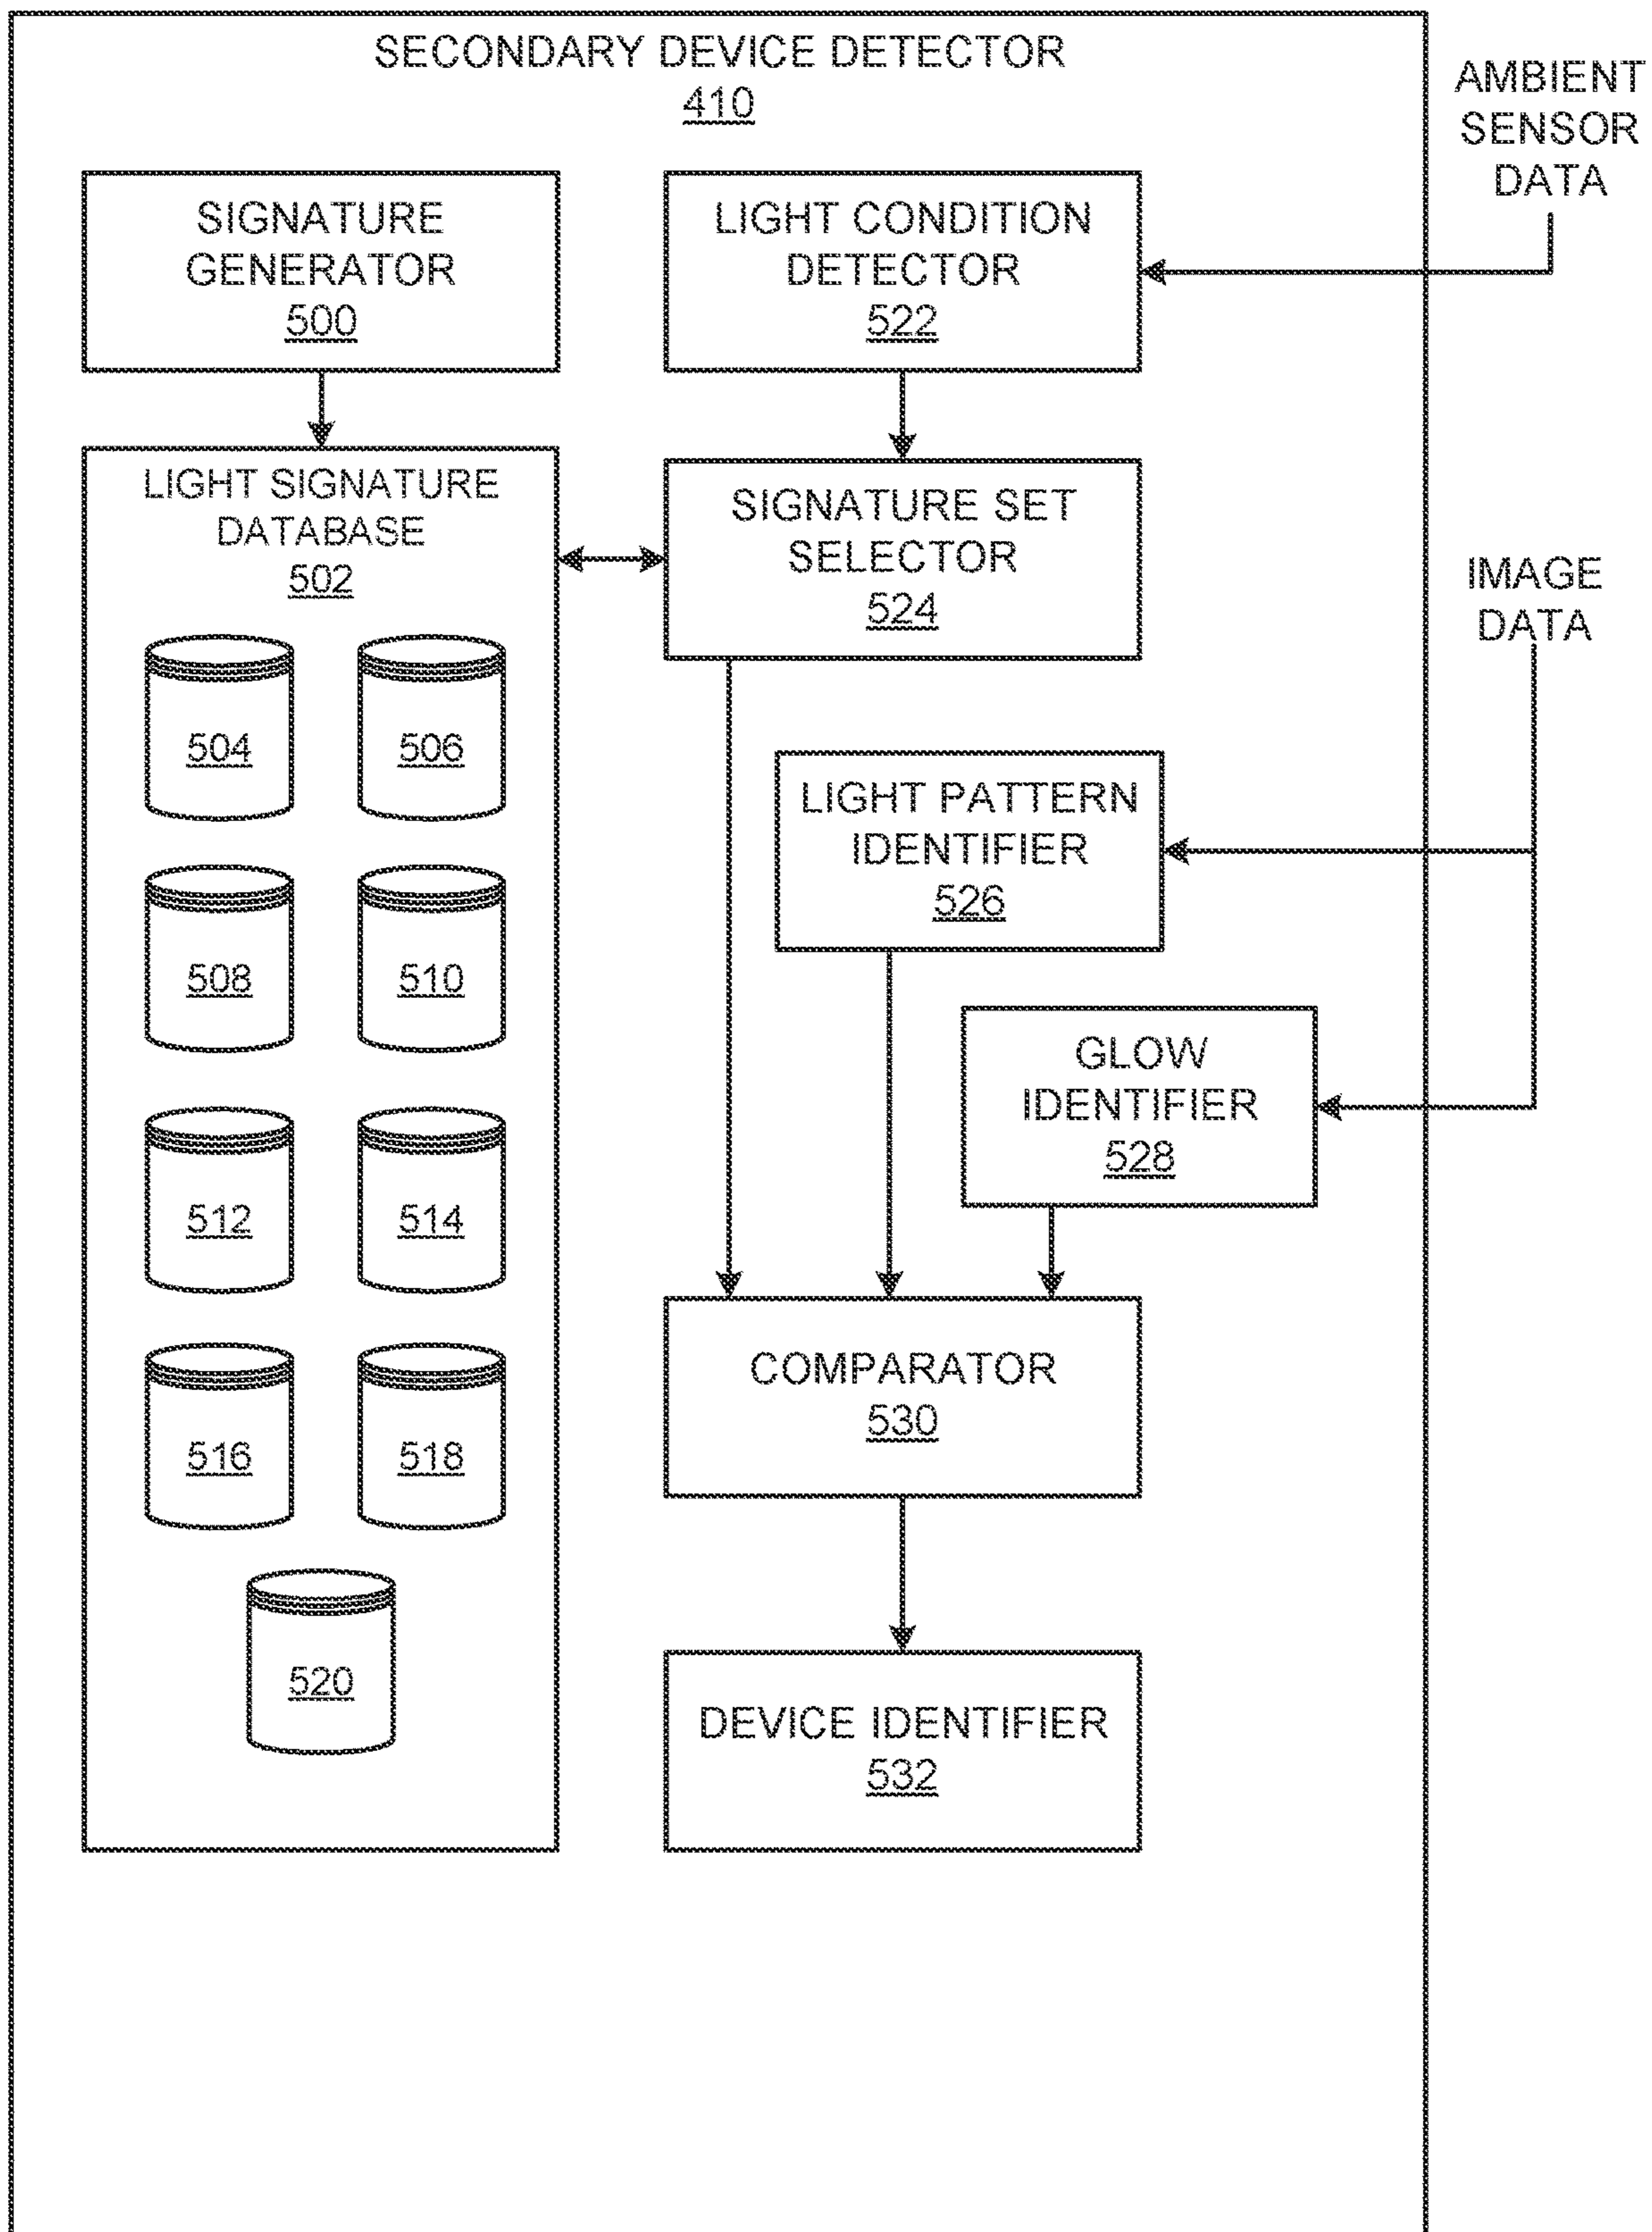 SECONDARY DEVICE DETECTOR
410
AMBIENT
SENSOR
DATA
SIGNATURE
GENERATOR
500
LIGHT CONDITION
DETECTOR
522
LIGHT SIGNATURE
DATABASE
502
SIGNATURE SET
SELECTOR
524
IMAGE
DATA
504
506
LIGHT PATTERN
IDENTIFIER
526
508
510
GLOW
IDENTIFIER
528
512
514
COMPARATOR
530
516
518
520
DEVICE IDENTIFIER
532